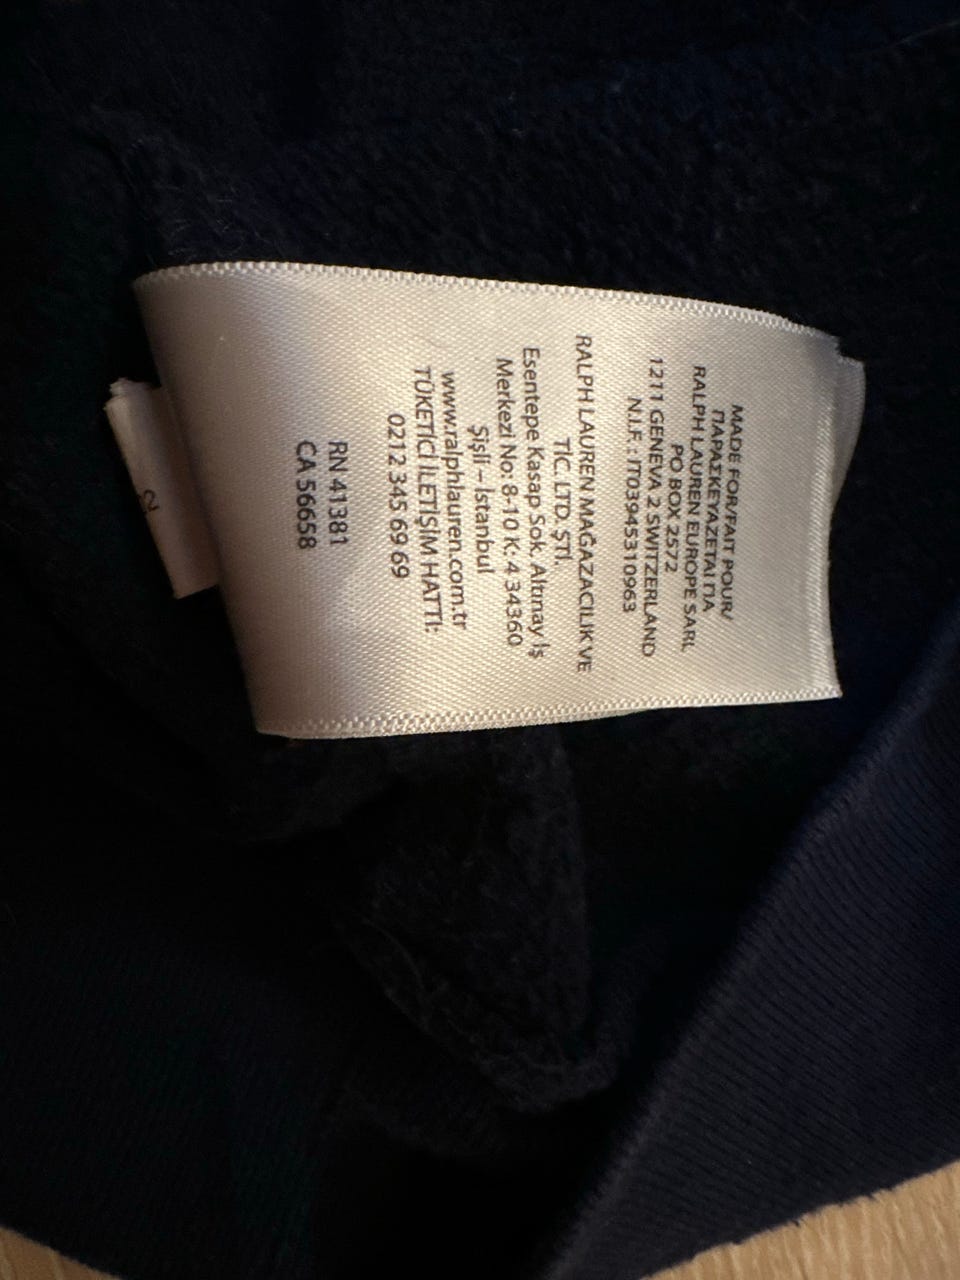 MADE FOR/FAIT POUR/
ΠΑΡΑΣΚΕΥΑΖΕΤΑΙ ΓΙΑ
RALPH LAUREN EUROPE SARL
PO BOX 2572
1211 GENEVA 2 SWITZERLAND
N.I.F. : IT03945310963
RALPH LAUREN MAĞAZACILIK VE
TİC. LTD. ŞTİ.
Esentepe Kasap Sok. Altınay İş
Merkezi No: 8-10 K: 4 34360
Şişli – İstanbul
www.ralphlauren.com.tr
TÜKETİCİ İLETİŞİM HATTI:
0212 345 69 69
RN 41381
CA 56658